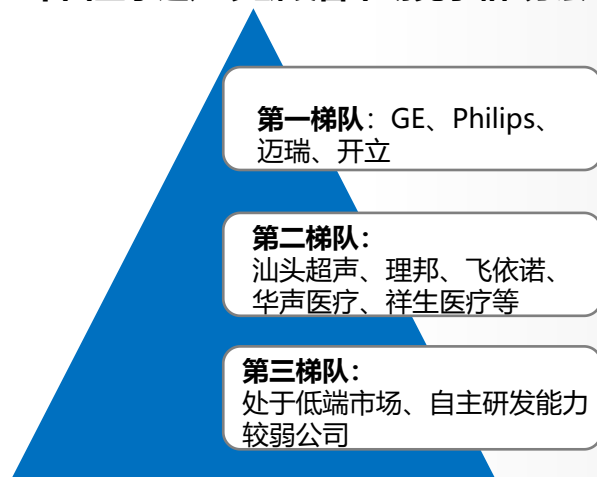 第一梯队：GE、Philips、
迈瑞、开立
第二梯队：
汕头超声、理邦、飞依诺、
华声医疗、祥生医疗等
第三梯队：
处于低端市场、自主研发能力
较弱公司